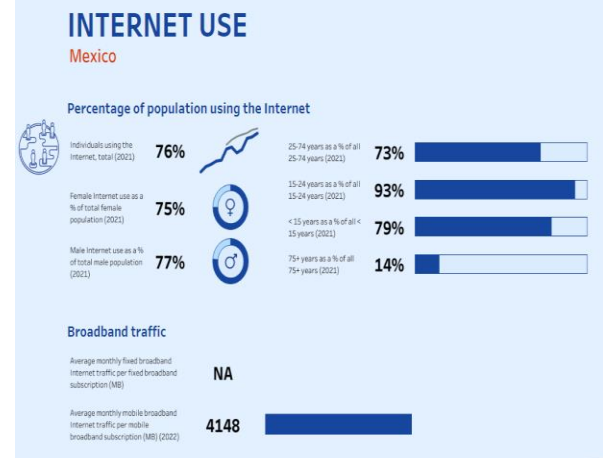 INTERNET USE
Mexico
Percentage of population using the Internet
Individuals using the
Internet, total (2021)
76%
Female Internet use as a
% of total female
population (2021)
75%
Male Internet use as a %
of total male population
(2021)
77%
25-74 years as a % of all
25-74 years (2021)
73%
15-24 years as a % of all
15-24 years (2021)
93%
< 15 years as a % of all <
15 years (2021)
79%
75+ years as a % of all
75+ years (2021)
14%
Broadband traffic
Average monthly fixed broadband
Internet traffic per fixed broadband
subscription (MB)
NA
Average monthly mobile broadband
Internet traffic per mobile
broadband subscription (MB) (2022)
4148